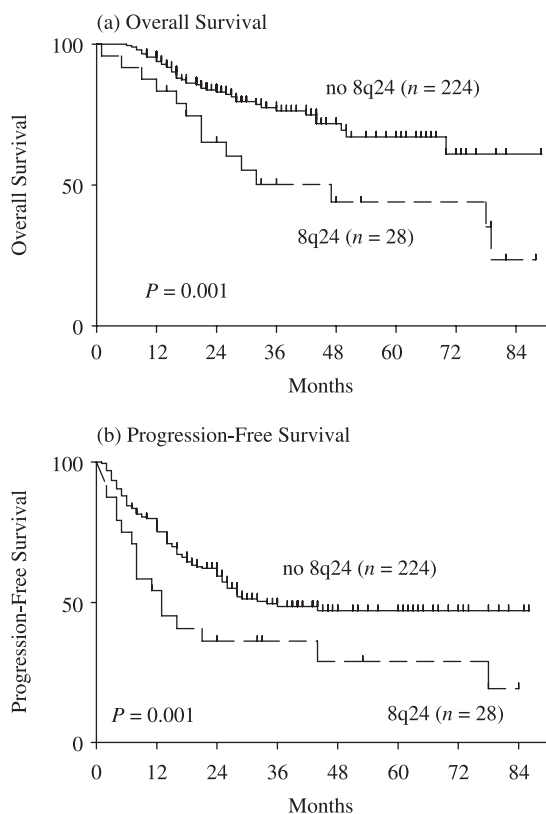 (a) Overall Survival
100
50
0
Overall Survival
no 8q24 (n = 224)
8q24 (n = 28)
P = 0.001
0 12 24 36 48 60 72 84
Months
(b) Progression-Free Survival
100
50
0
Progression-Free Survival
no 8q24 (n = 224)
8q24 (n = 28)
P = 0.001
0 12 24 36 48 60 72 84
Months